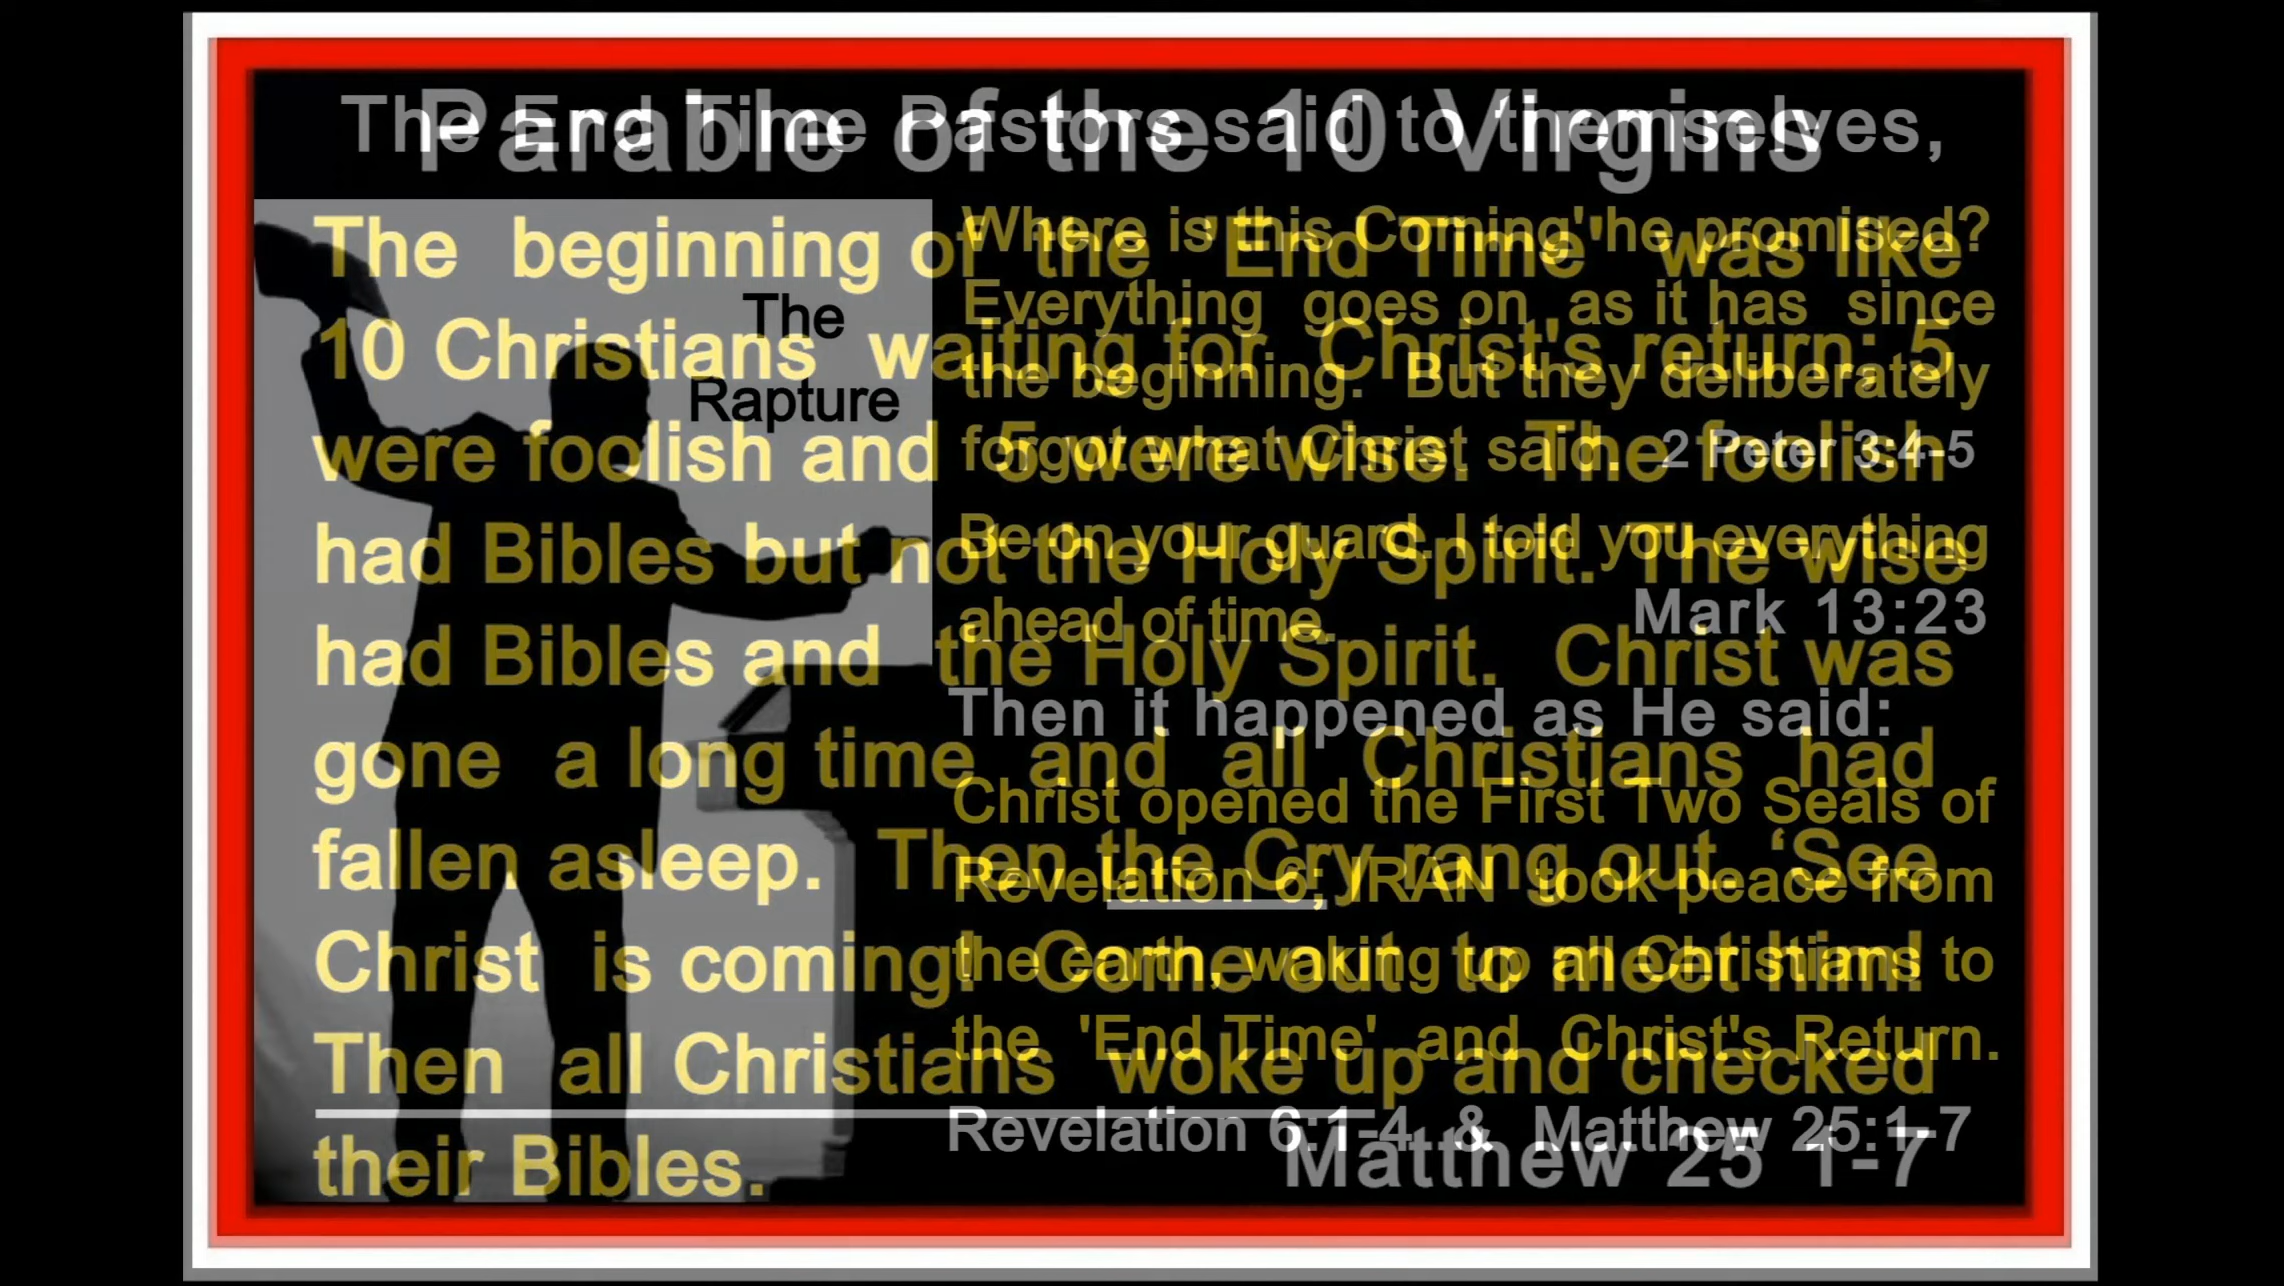 Parable of the 10 Virgins
The beginning of the 'End Time' was like
10 Christians waiting for Christ's return; 5
were foolish and 5 were wise. The foolish
had Bibles but not the Holy Spirit. The wise
had Bibles and the Holy Spirit. Christ was
gone a long time and all Christians had
fallen asleep. Then the Cry rang out. ‘See
Christ is coming! Come out to meet him!
Then all Christians woke up and checked
their Bibles.
Matthew 25 1-7
The End Time Pastors said to themselves,
The
Rapture
Where is this 'Coming' he promised?
Everything goes on as it has since
the beginning. But they deliberately
forgot what Christ said. 2 Peter 3:4-5
Be on your guard. I told you everything
ahead of time.
Mark 13:23
Then it happened as He said:
Christ opened the First Two Seals of
Revelation 6; IRAN took peace from
the earth, waking up all Christians to
the 'End Time' and Christ's Return.
Revelation 6:1-4 & Matthew 25:1-7